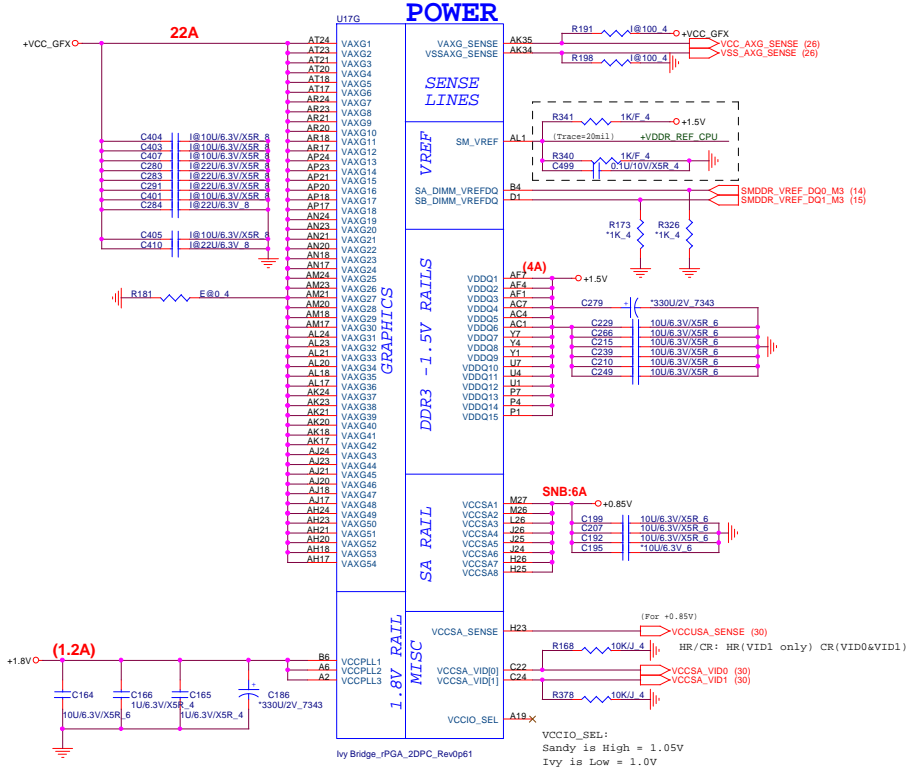 POWER
U17G
+VCC_GFX
22A
AT24 VAXG1
AT23 VAXG2
AT21 VAXG3
AT20 VAXG4
AT18 VAXG5
AT17 VAXG6
AR24 VAXG7
AR23 VAXG8
AR21 VAXG9
AR20 VAXG10
AR18 VAXG11
AR17 VAXG12
AP24 VAXG13
AP23 VAXG14
AP21 VAXG15
AP20 VAXG16
AP18 VAXG17
AP17 VAXG18
AN24 VAXG19
AN23 VAXG20
AN21 VAXG21
AN20 VAXG22
AN18 VAXG23
AN17 VAXG24
AM24 VAXG25
AM23 VAXG26
AM21 VAXG27
AM20 VAXG28
AM18 VAXG29
AM17 VAXG30
AL24 VAXG31
AL23 VAXG32
AL21 VAXG33
AL20 VAXG34
AL18 VAXG35
AL17 VAXG36
AK24 VAXG37
AK23 VAXG38
AK21 VAXG39
AK20 VAXG40
AK18 VAXG41
AK17 VAXG42
AJ24 VAXG43
AJ23 VAXG44
AJ21 VAXG45
AJ20 VAXG46
AJ18 VAXG47
AJ17 VAXG48
AH24 VAXG49
AH23 VAXG50
AH21 VAXG51
AH20 VAXG52
AH18 VAXG53
AH17 VAXG54
C404 I@10U/6.3V/X5R_8
C403 I@10U/6.3V/X5R_8
C407 I@10U/6.3V/X5R_8
C280 I@22U/6.3V/X5R_8
C283 I@22U/6.3V/X5R_8
C291 I@22U/6.3V/X5R_8
C401 I@10U/6.3V/X5R_8
C284 I@22U/6.3V_8
C405 I@10U/6.3V/X5R_8
C410 I@22U/6.3V_8
R181 E@0_4
GRAPHICS
SENSE
LINES
VAXG_SENSE AK35
VSSAXG_SENSE AK34
R191 I@100_4
+VCC_GFX
VCC_AXG_SENSE (26)
VSS_AXG_SENSE (26)
R198 I@100_4
VREF
SM_VREF AL1
R341 1K/F_4
+1.5V
(Trace=20mil)
+VDDR_REF_CPU
R340 1K/F_4
C499 0.1U/10V/X5R_4
SA_DIMM_VREFDQ B4
SB_DIMM_VREFDQ D1
SMDDR_VREF_DQ0_M3 (14)
SMDDR_VREF_DQ1_M3 (15)
R173
*1K_4
R326
*1K_4
DDR3 -1.5V RAILS
(4A)
+1.5V
VDDQ1 AF7
VDDQ2 AF4
VDDQ3 AF1
VDDQ4 AC7
VDDQ5 AC4
VDDQ6 AC1
VDDQ7 Y7
VDDQ8 Y4
VDDQ9 Y1
VDDQ10 U7
VDDQ11 U4
VDDQ12 U1
VDDQ13 P7
VDDQ14 P4
VDDQ15 P1
C279 + *330U/2V_7343
C229 10U/6.3V/X5R_6
C266 10U/6.3V/X5R_6
C215 10U/6.3V/X5R_6
C239 10U/6.3V/X5R_6
C210 10U/6.3V/X5R_6
C249 10U/6.3V/X5R_6
SA RAIL
SNB:6A
+0.85V
VCCSA1 M27
VCCSA2 M26
VCCSA3 L26
VCCSA4 J26
VCCSA5 J25
VCCSA6 J24
VCCSA7 H26
VCCSA8 H25
C199 10U/6.3V/X5R_6
C207 10U/6.3V/X5R_6
C192 10U/6.3V/X5R_6
C195 *10U/6.3V_6
1.8V RAIL
MISC
(1.2A)
+1.8V
B6 VCCPLL1
A6 VCCPLL2
A2 VCCPLL3
C164
10U/6.3V/X5R_6
C166
1U/6.3V/X5R_4
C165
1U/6.3V/X5R_4
+
C186
*330U/2V_7343
VCCSA_SENSE H23
(For +0.85V)
VCCUSA_SENSE (30)
R168 10K/J_4
HR/CR: HR(VID1 only) CR(VID0&VID1)
VCCSA_VID[0] C22
VCCSA_VID[1] C24
VCCSA_VID0 (30)
VCCSA_VID1 (30)
R378 10K/J_4
VCCIO_SEL A19
VCCIO_SEL:
Sandy is High = 1.05V
Ivy is Low = 1.0V
Ivy Bridge_rPGA_2DPC_Rev0p61